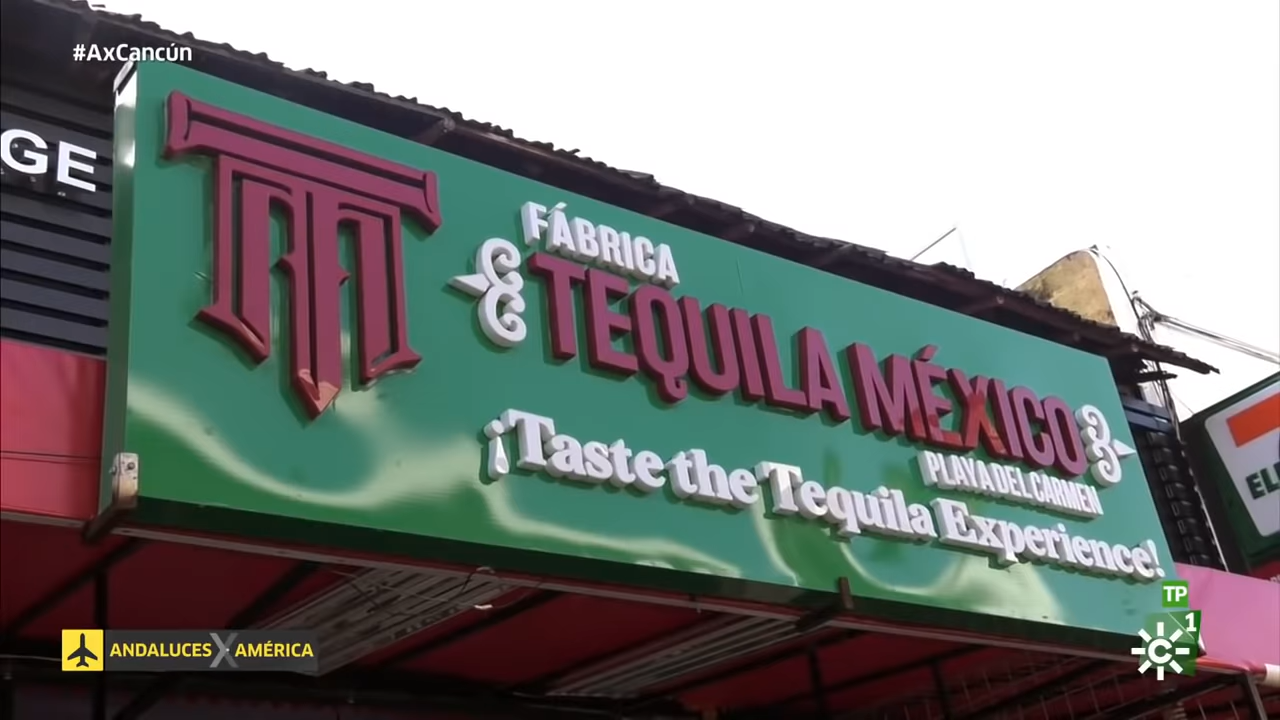 #AxCancún
GE
FÁBRICA
TEQUILA MÉXICO
PLAYA DEL CARMEN
¡Taste the Tequila Experience!
TP
1
ANDALUCES X AMÉRICA